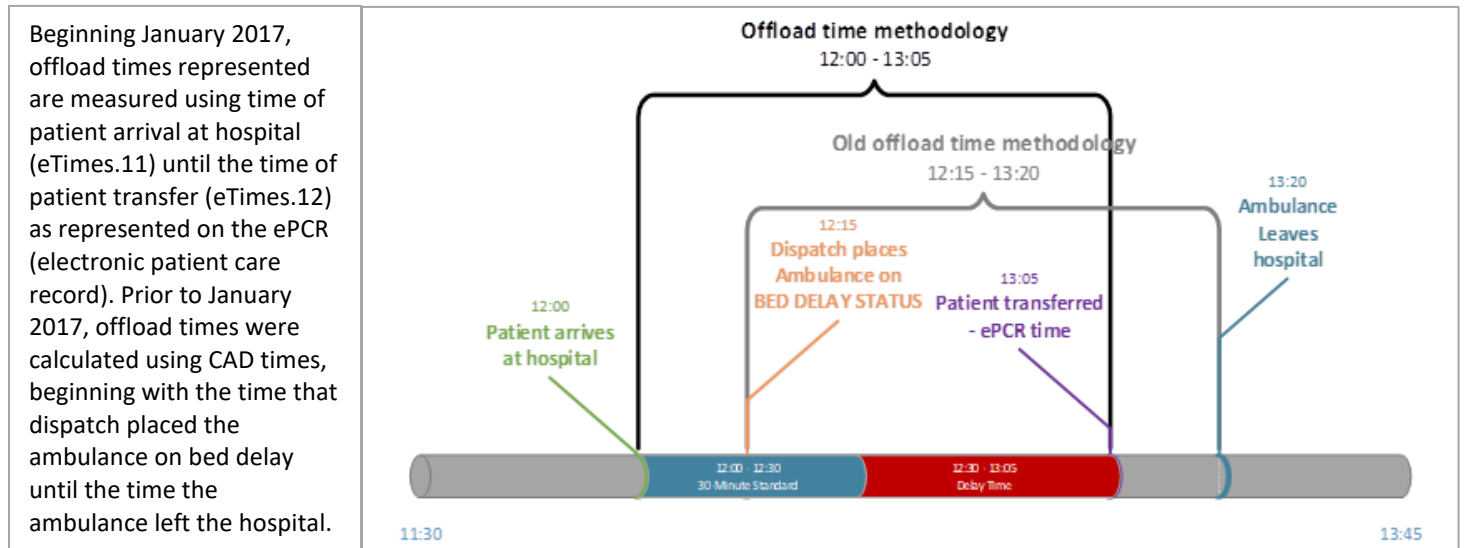 Beginning January 2017,
offload times represented
are measured using time of
patient arrival at hospital
(eTimes.11) until the time of
patient transfer (eTimes.12)
as represented on the ePCR
(electronic patient care
record). Prior to January
2017, offload times were
calculated using CAD times,
beginning with the time that
dispatch placed the
ambulance on bed delay
until the time the
ambulance left the hospital.
Offload time methodology
12:00 - 13:05
Old offload time methodology
12:15 - 13:20
12:00
Patient arrives
at hospital
12:15
Dispatch places
Ambulance on
BED DELAY STATUS
13:05
Patient transferred
- ePCR time
13:20
Ambulance
Leaves
hospital
12:00 - 12:30
30-Minute Standard
12:30 - 13:05
Delay Time
11:30
13:45